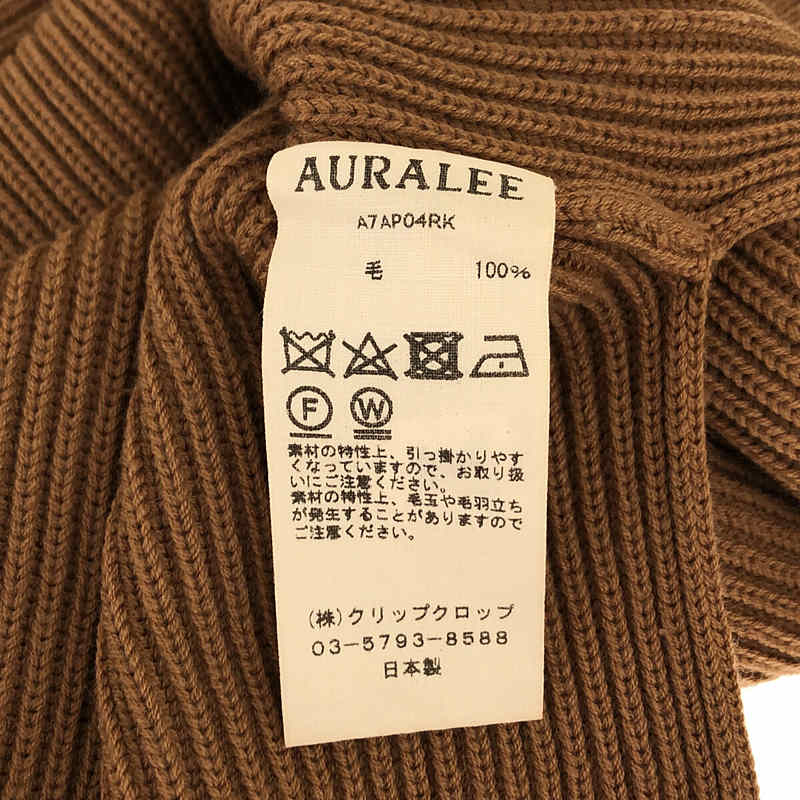 AURALEE
A7AP04RK
毛 100%
F W
素材の特性上、引っ掛かりやす
くなっていますので、お取り扱
いにご注意ください。
素材の特性上、毛玉や毛羽立ち
が発生することがありますので
ご注意ください。
(株)クリップクロップ
03-5793-8588
日本製